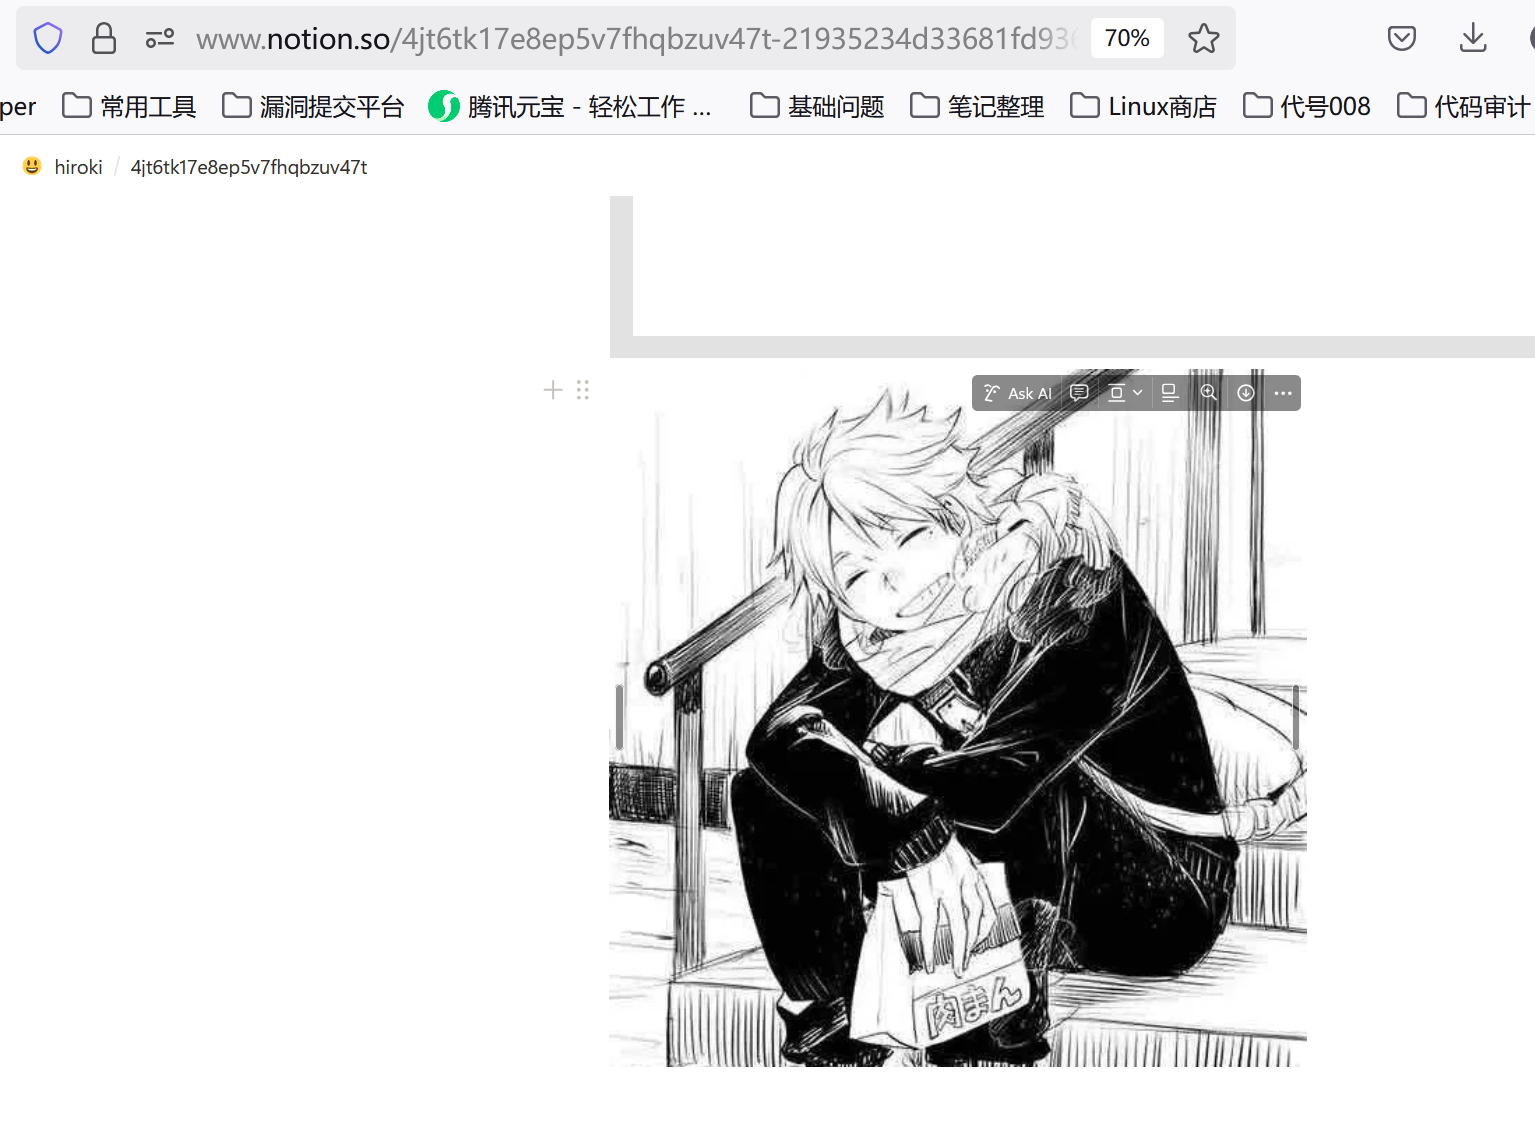 www.notion.so/4jt6tk17e8ep5v7fhqbzuv47t-21935234d33681fd936
70%
per 常用工具 漏洞提交平台 腾讯元宝 - 轻松工作 ... 基础问题 笔记整理 Linux商店 代号008 代码审计
hiroki / 4jt6tk17e8ep5v7fhqbzuv47t
Ask AI
肉まん